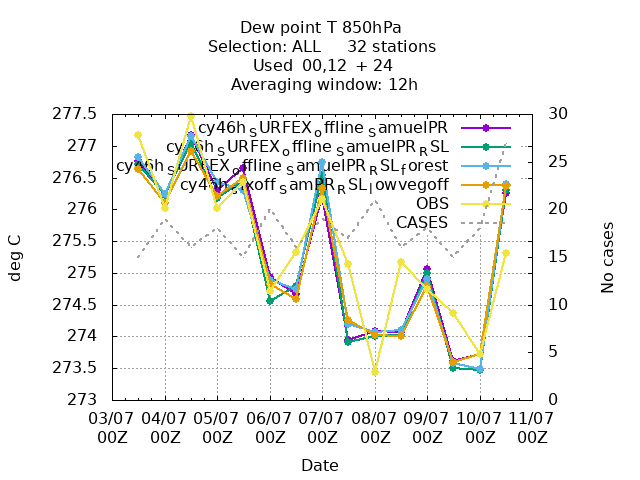 Dew point T 850hPa
Selection: ALL 32 stations
Used 00,12 + 24
Averaging window: 12h
277.5
277
276.5
276
275.5
275
274.5
274
273.5
273
deg C
30
25
20
15
10
5
0
No cases
cy46h_SURFEX_offline_SamuelPR
cy46h_SURFEX_offline_SamuelPR_RSL
cy46h_SURFEX_offline_SamuelPR_RSL_forest
OBS
CASES
03/07 04/07 05/07 06/07 07/07 08/07 09/07 10/07 11/07
00Z 00Z 00Z 00Z 00Z 00Z 00Z 00Z 00Z
Date